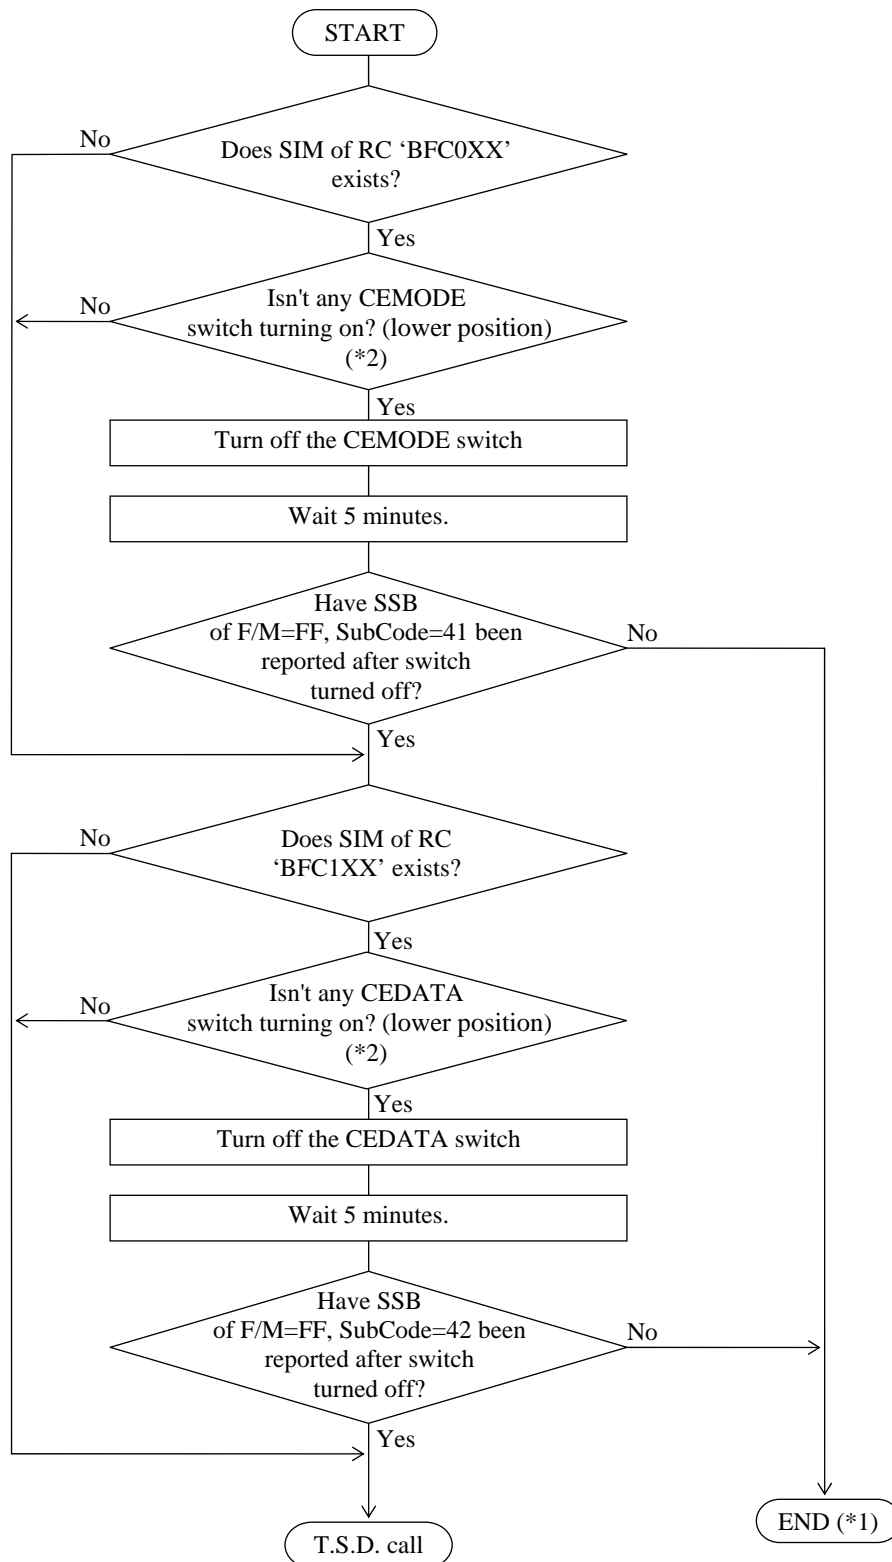 START
No
Does SIM of RC ‘BFC0XX’
exists?
Yes
No
Isn't any CEMODE
switch turning on? (lower position)
(*2)
Yes
Turn off the CEMODE switch
Wait 5 minutes.
Have SSB
of F/M=FF, SubCode=41 been
reported after switch
turned off?
No
Yes
No
Does SIM of RC
‘BFC1XX’ exists?
Yes
No
Isn't any CEDATA
switch turning on? (lower position)
(*2)
Yes
Turn off the CEDATA switch
Wait 5 minutes.
Have SSB
of F/M=FF, SubCode=42 been
reported after switch
turned off?
No
Yes
END (*1)
T.S.D. call